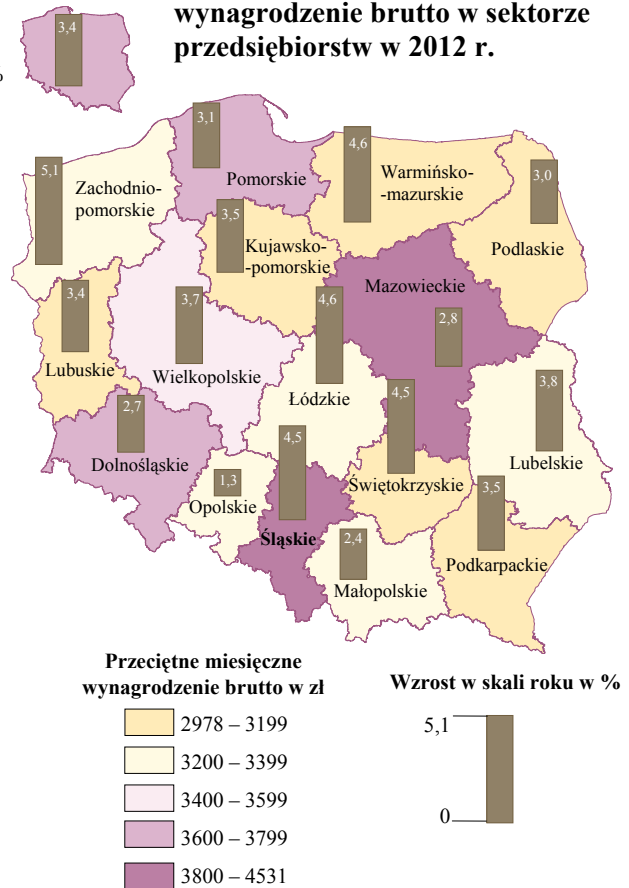 wynagrodzenie brutto w sektorze
przedsiębiorstw w 2012 r.
3,4
%
3,1
Pomorskie
4,6
Warmińsko-
-mazurskie
3,0
Podlaskie
5,1
Zachodnio-
pomorskie
3,5
Kujawsko-
-pomorskie
Mazowieckie
2,8
3,4
Lubuskie
3,7
Wielkopolskie
4,6
Łódzkie
2,7
Dolnośląskie
4,5
Świętokrzyskie
3,8
Lubelskie
1,3
Opolskie
4,5
Śląskie
2,4
Małopolskie
3,5
Podkarpackie
Przeciętne miesięczne
wynagrodzenie brutto w zł
2978 – 3199
3200 – 3399
3400 – 3599
3600 – 3799
3800 – 4531
Wzrost w skali roku w %
5,1
0